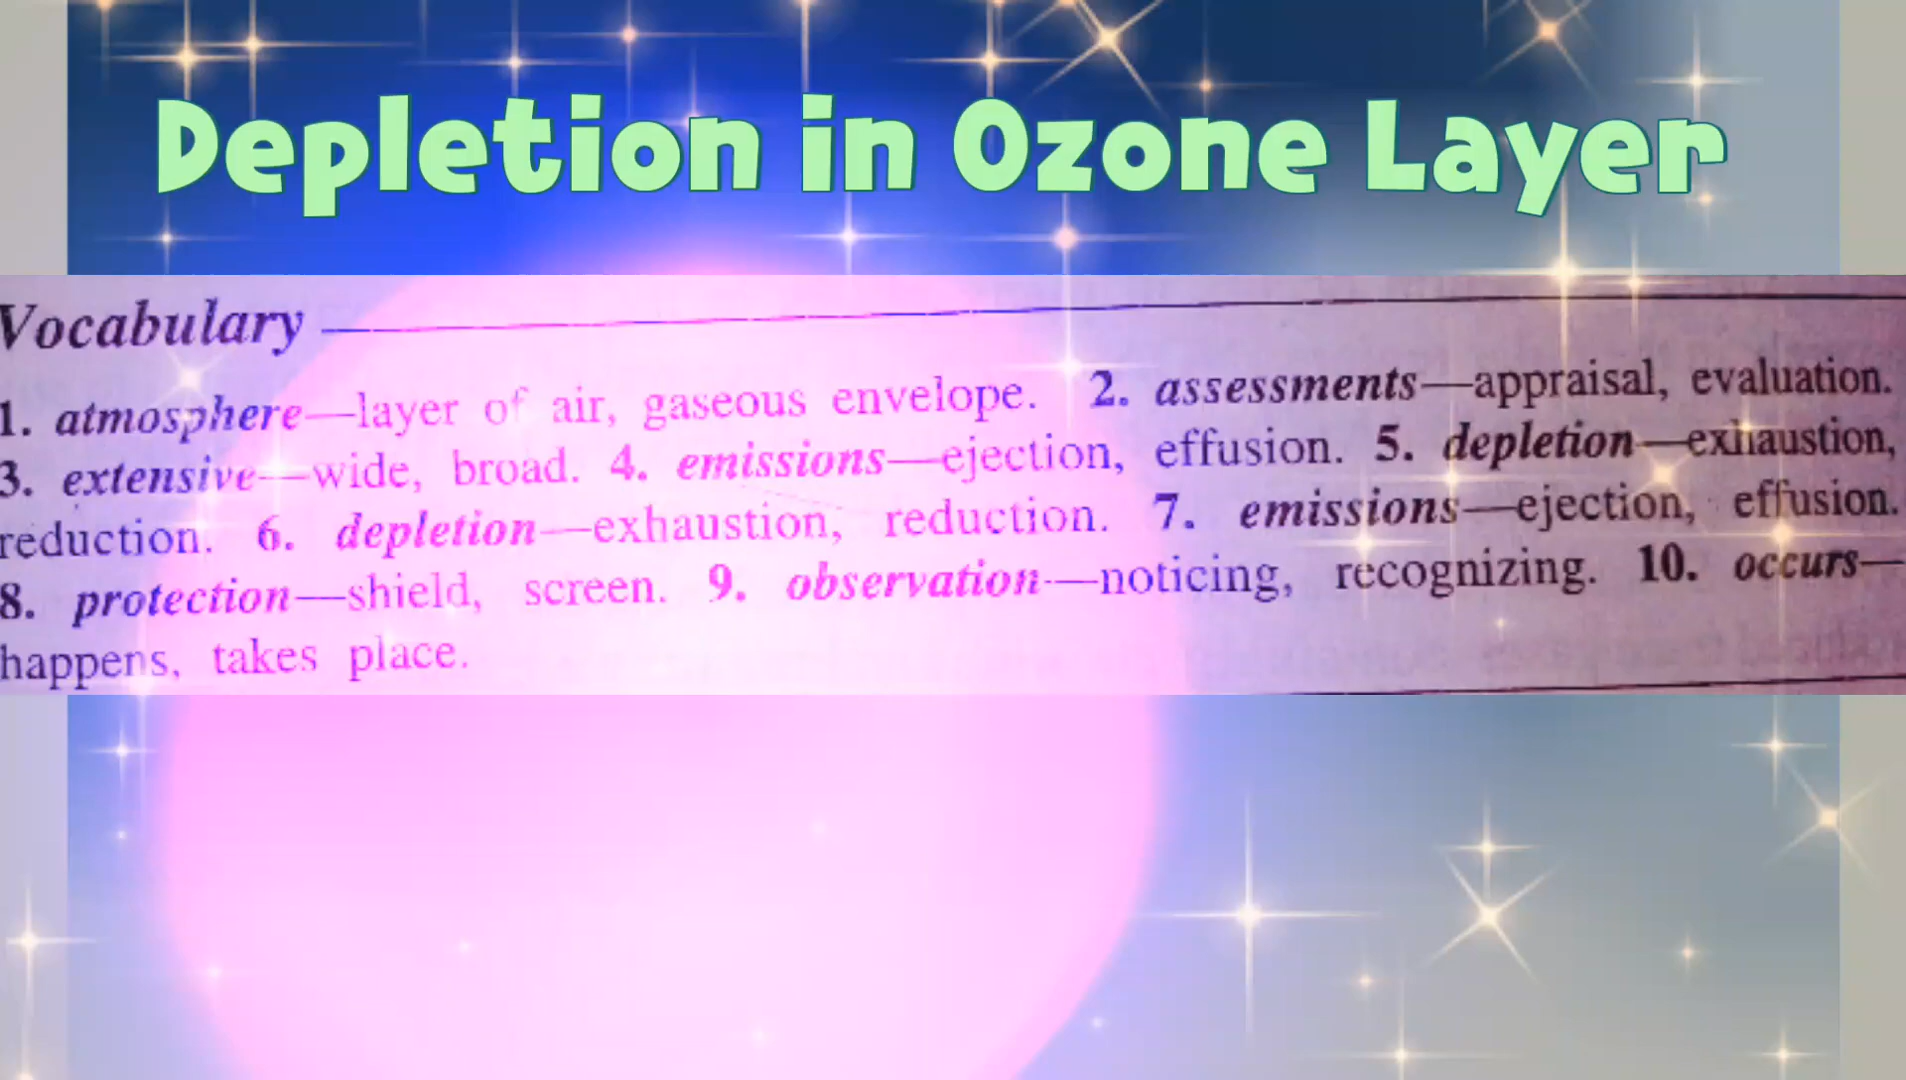 Depletion in Ozone Layer
Vocabulary
1. atmosphere—layer of air, gaseous envelope. 2. assessments—appraisal, evaluation.
3. extensive—wide, broad. 4. emissions—ejection, effusion. 5. depletion—exhaustion,
reduction. 6. depletion—exhaustion, reduction. 7. emissions—ejection, effusion.
8. protection—shield, screen. 9. observation—noticing, recognizing. 10. occurs—
happens, takes place.